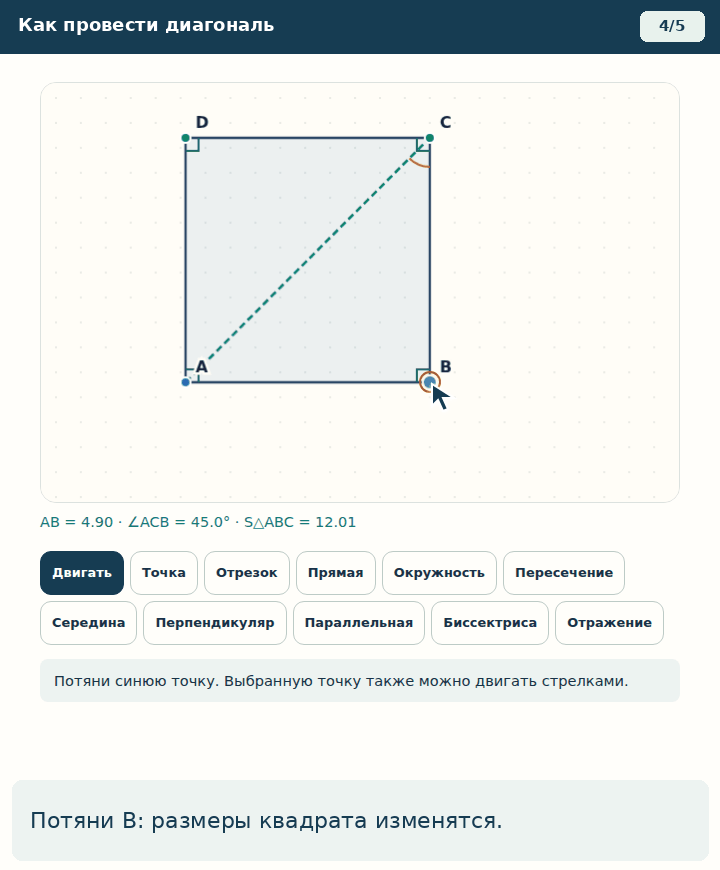 Как провести диагональ
4/5
D
C
A
B
AB = 4.90 · ∠ACB = 45.0° · S△ABC = 12.01
Двигать
Точка
Отрезок
Прямая
Окружность
Пересечение
Середина
Перпендикуляр
Параллельная
Биссектриса
Отражение
Потяни синюю точку. Выбранную точку также можно двигать стрелками.
Потяни B: размеры квадрата изменятся.